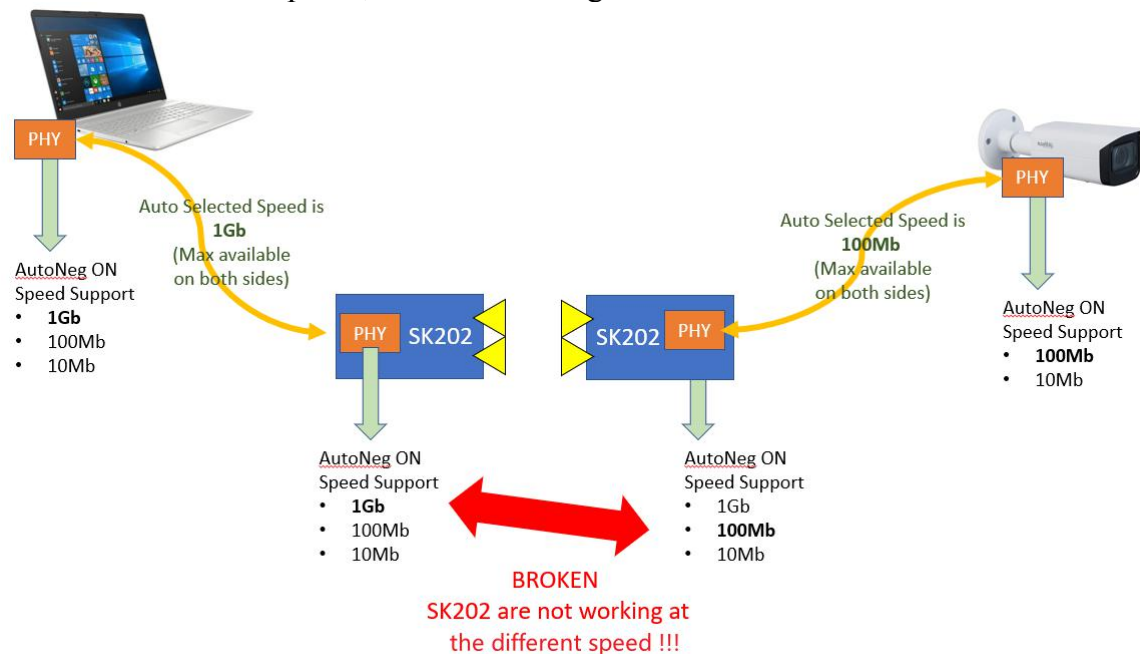 PHY
Auto Selected Speed is
1Gb
(Max available
on both sides)
AutoNeg ON
Speed Support
• 1Gb
• 100Mb
• 10Mb
PHY
SK202
AutoNeg ON
Speed Support
• 1Gb
• 100Mb
• 10Mb
SK202
PHY
AutoNeg ON
Speed Support
• 1Gb
• 100Mb
• 10Mb
Auto Selected Speed is
100Mb
(Max available
on both sides)
PHY
AutoNeg ON
Speed Support
• 100Mb
• 10Mb
BROKEN
SK202 are not working at
the different speed !!!